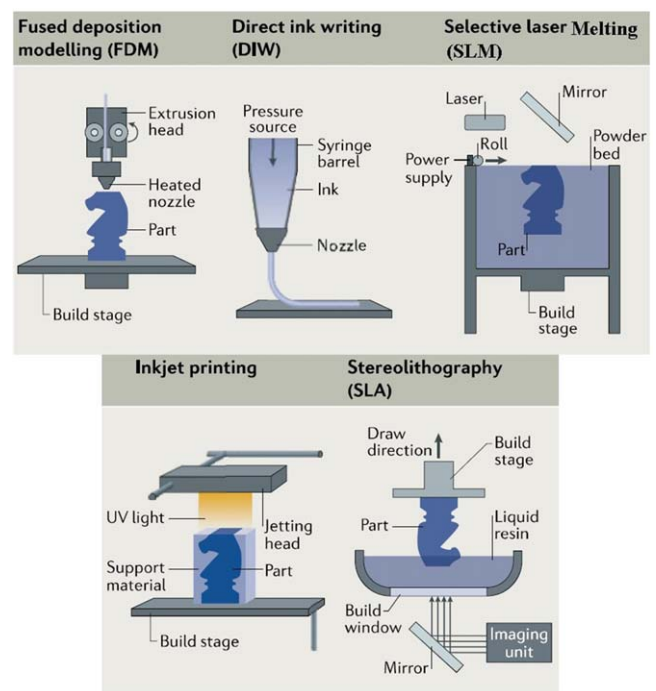 Fused deposition
modelling (FDM)
Direct ink writing
(DIW)
Selective laser Melting
(SLM)
Extrusion
head
Heated
nozzle
Part
Build stage
Pressure
source
Syringe
barrel
Ink
Nozzle
Laser
Mirror
Roll
Power
supply
Powder
bed
Part
Build
stage
Inkjet printing
Stereolithography
(SLA)
UV light
Jetting
head
Support
material
Part
Build stage
Draw
direction
Build
stage
Part
Liquid
resin
Build
window
Mirror
Imaging
unit